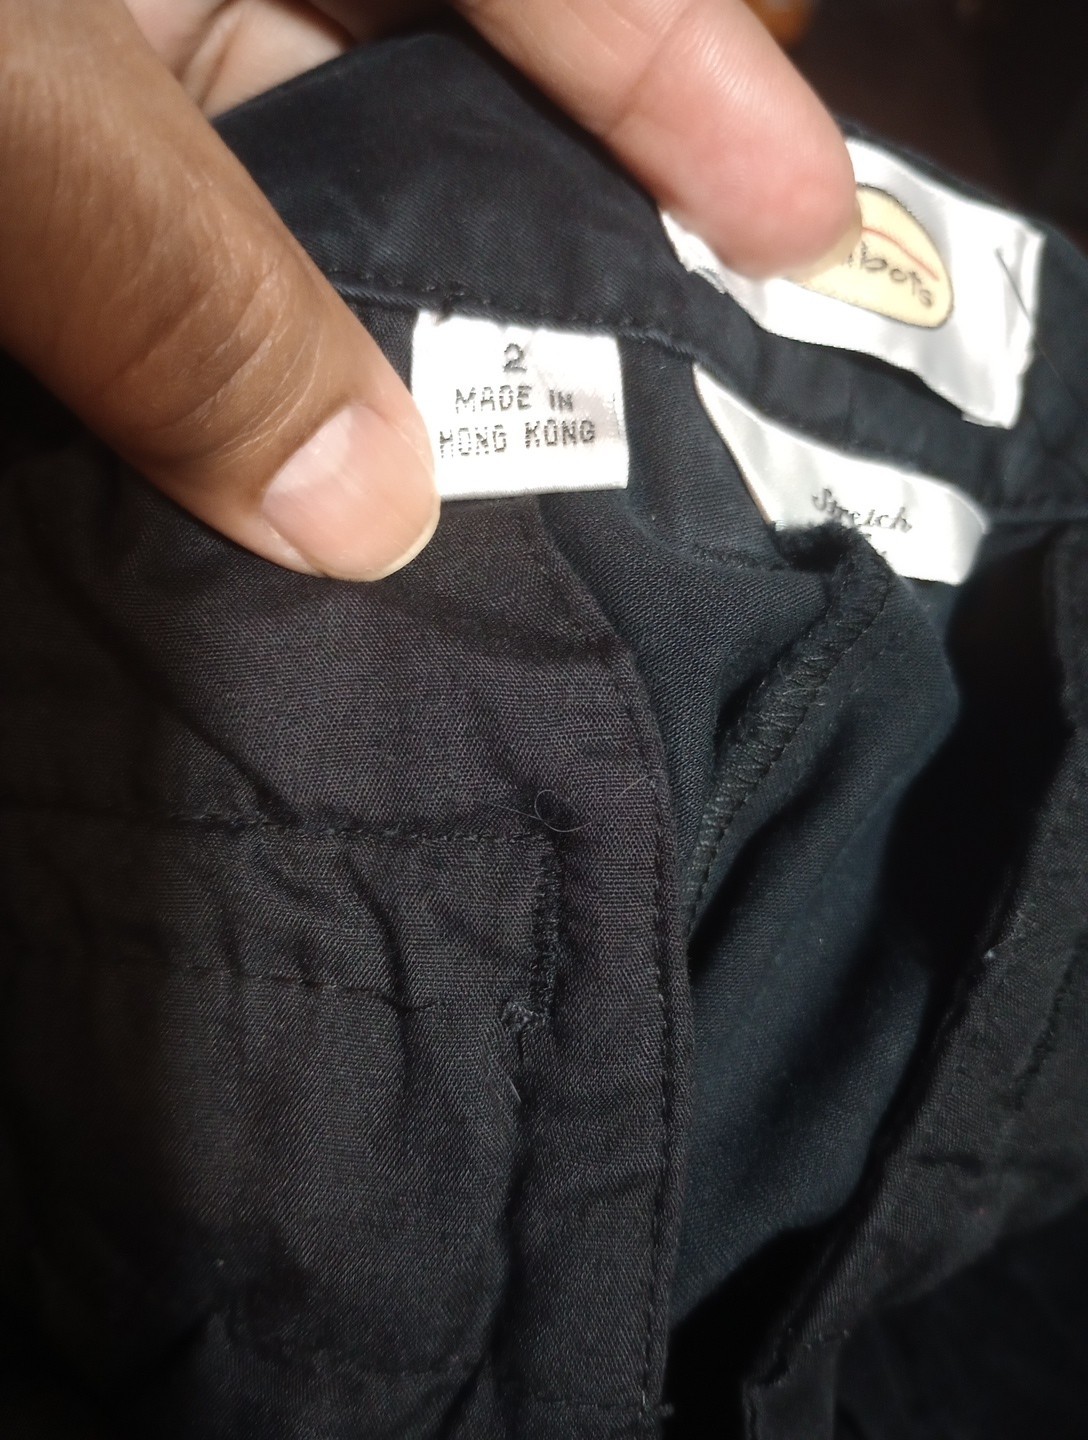 2
MADE IN
HONG KONG
Stretch